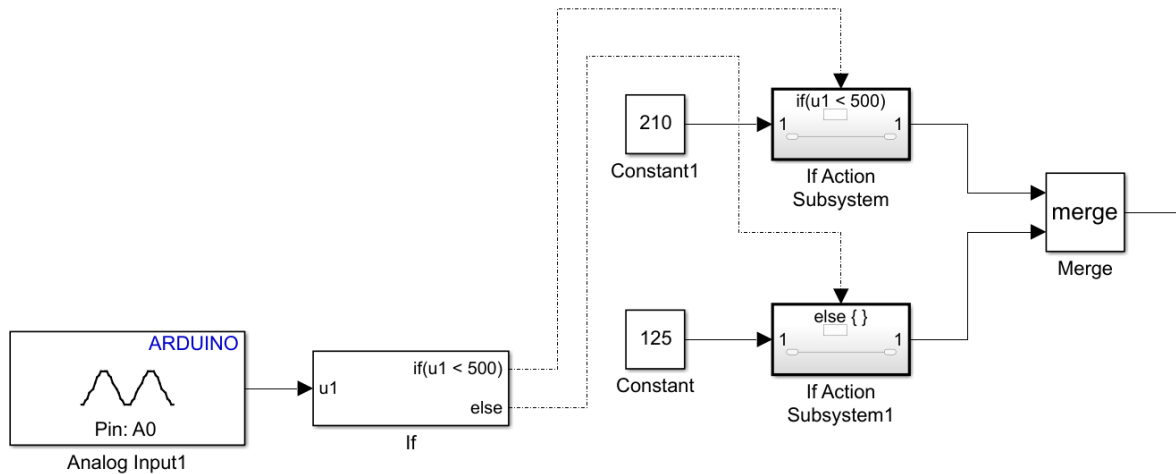 if(u1 < 500)
210
1
1
Constant1
If Action
Subsystem
merge
Merge
else { }
125
1
1
Constant
If Action
Subsystem1
ARDUINO
Pin: A0
Analog Input1
u1
if(u1 < 500)
else
If